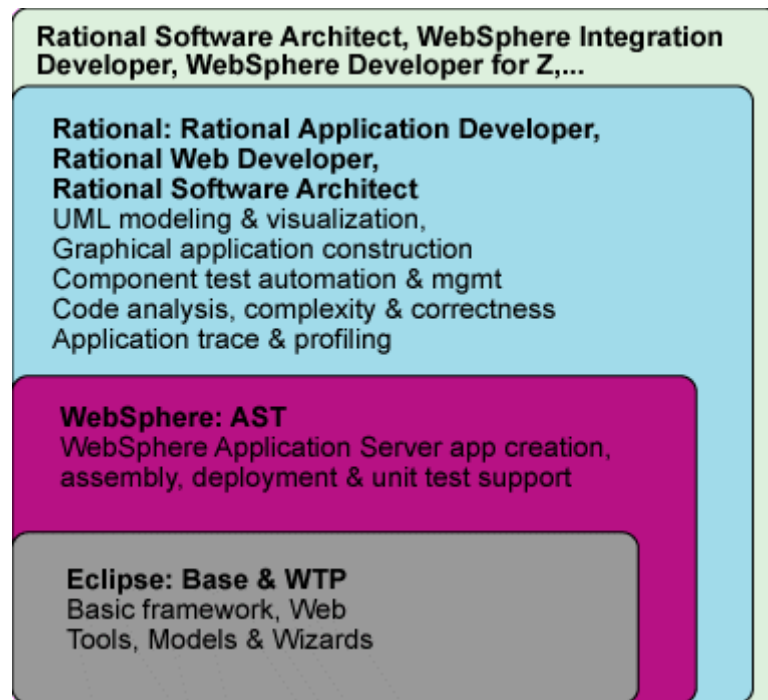 Rational Software Architect, WebSphere Integration
Developer, WebSphere Developer for Z,...
Rational: Rational Application Developer,
Rational Web Developer,
Rational Software Architect
UML modeling & visualization,
Graphical application construction
Component test automation & mgmt
Code analysis, complexity & correctness
Application trace & profiling
WebSphere: AST
WebSphere Application Server app creation,
assembly, deployment & unit test support
Eclipse: Base & WTP
Basic framework, Web
Tools, Models & Wizards